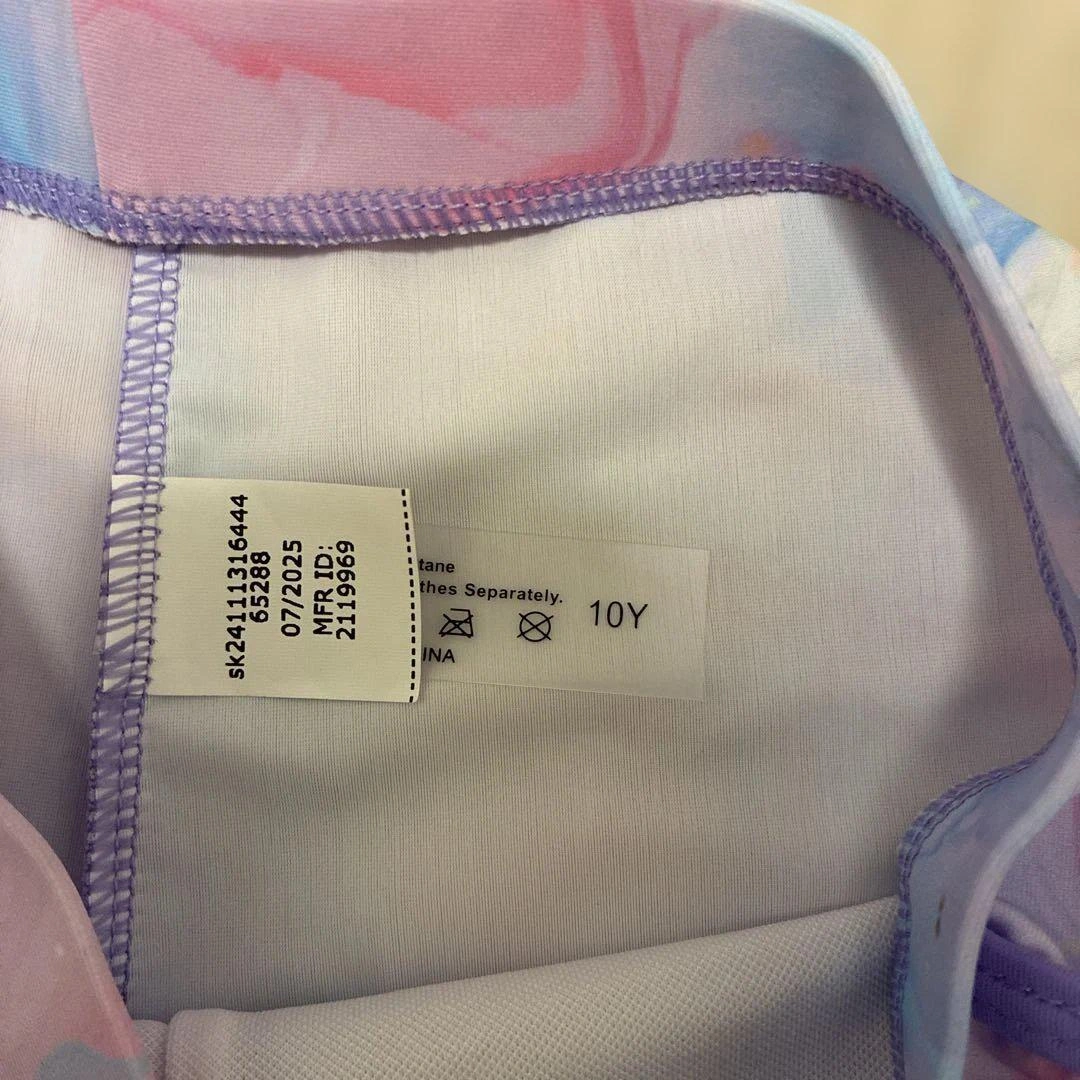 sk24111316444
65288
07/2025
MFR ID:
2119969
tane
thes Separately.
10Y
INA